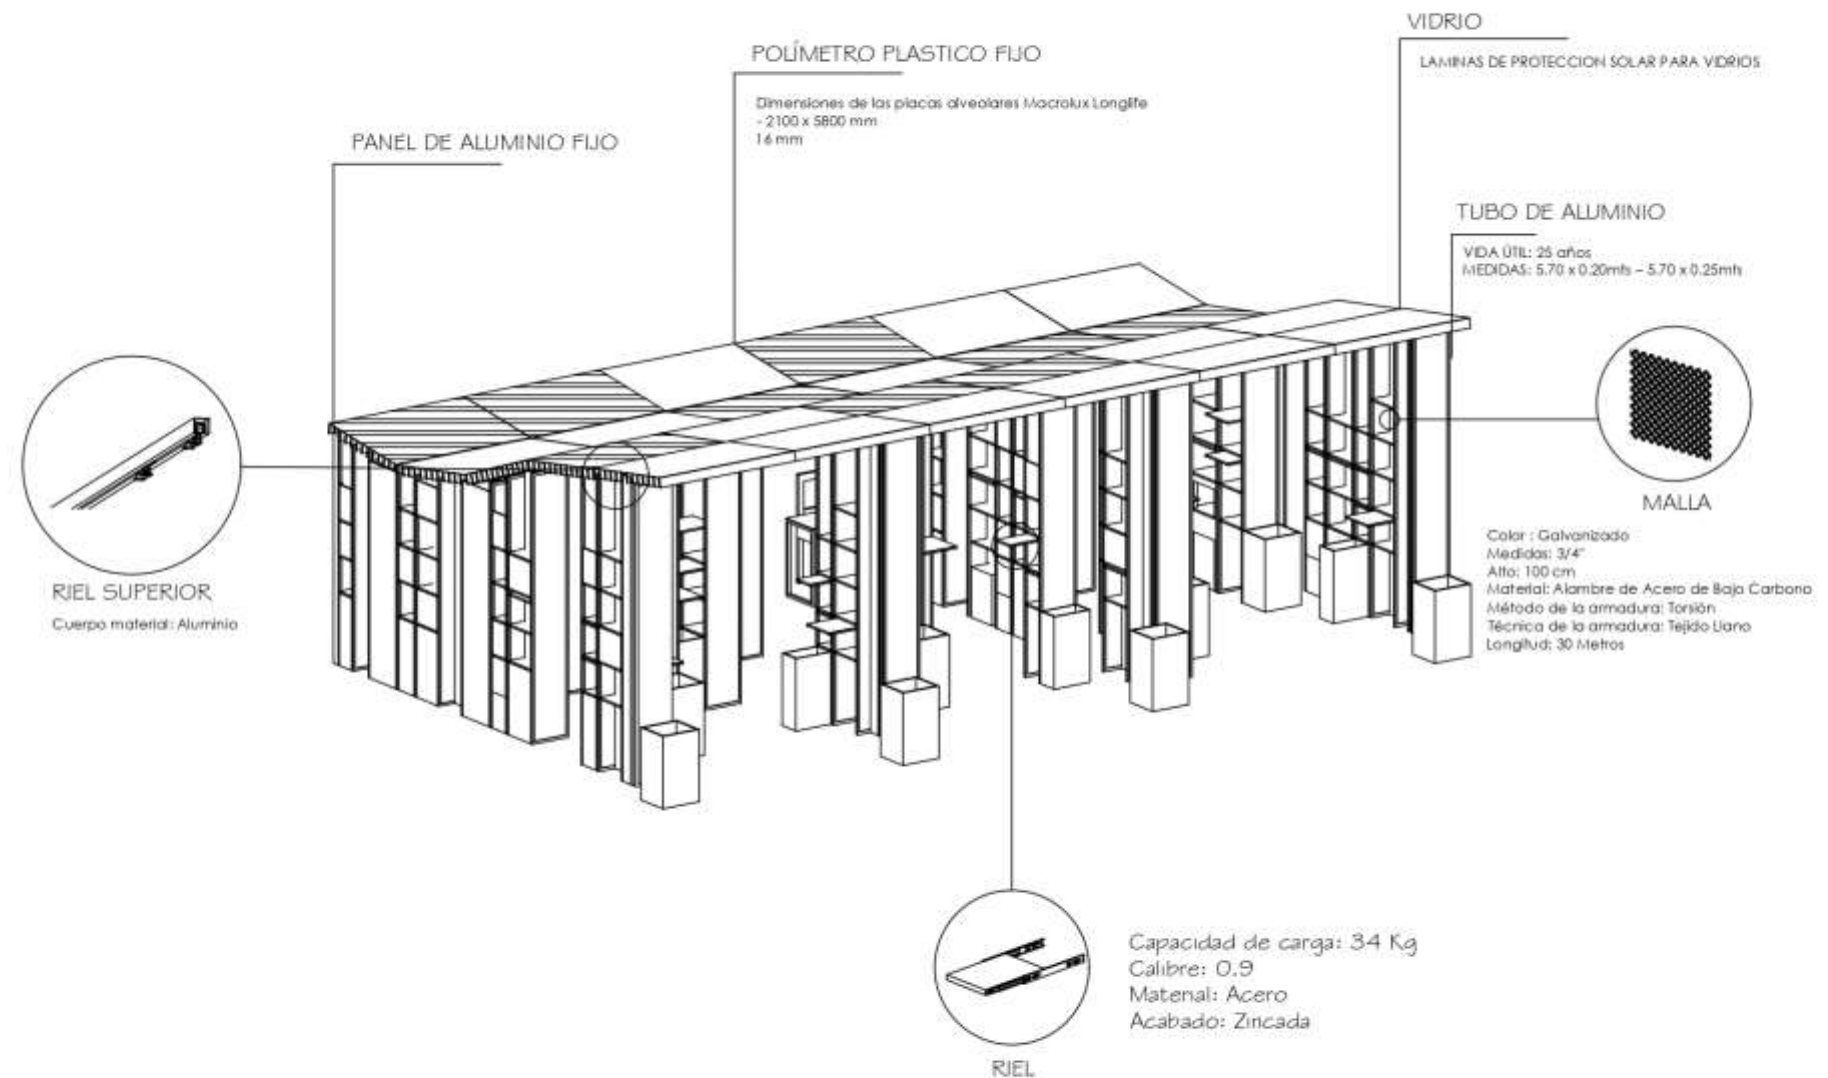 VIDRIO
LAMINAS DE PROTECCION SOLAR PARA VIDRIOS
POLÍMETRO PLASTICO FIJO
Dimensiones de las placas alveolares Macrolux Longlife
- 2100 x 5800 mm
16 mm
PANEL DE ALUMINIO FIJO
TUBO DE ALUMINIO
VIDA ÚTIL: 25 años
MEDIDAS: 5.70 x 0.20mts – 5.70 x 0.25mts
RIEL SUPERIOR
Cuerpo material: Aluminio
MALLA
Color : Galvanizado
Medidas: 3/4"
Alto: 100 cm
Material: Alambre de Acero de Bajo Carbono
Método de la armadura: Torsión
Técnica de la armadura: Tejido Llano
Longitud: 30 Metros
Capacidad de carga: 34 Kg
Calibre: 0.9
Material: Acero
Acabado: Zincada
RIEL